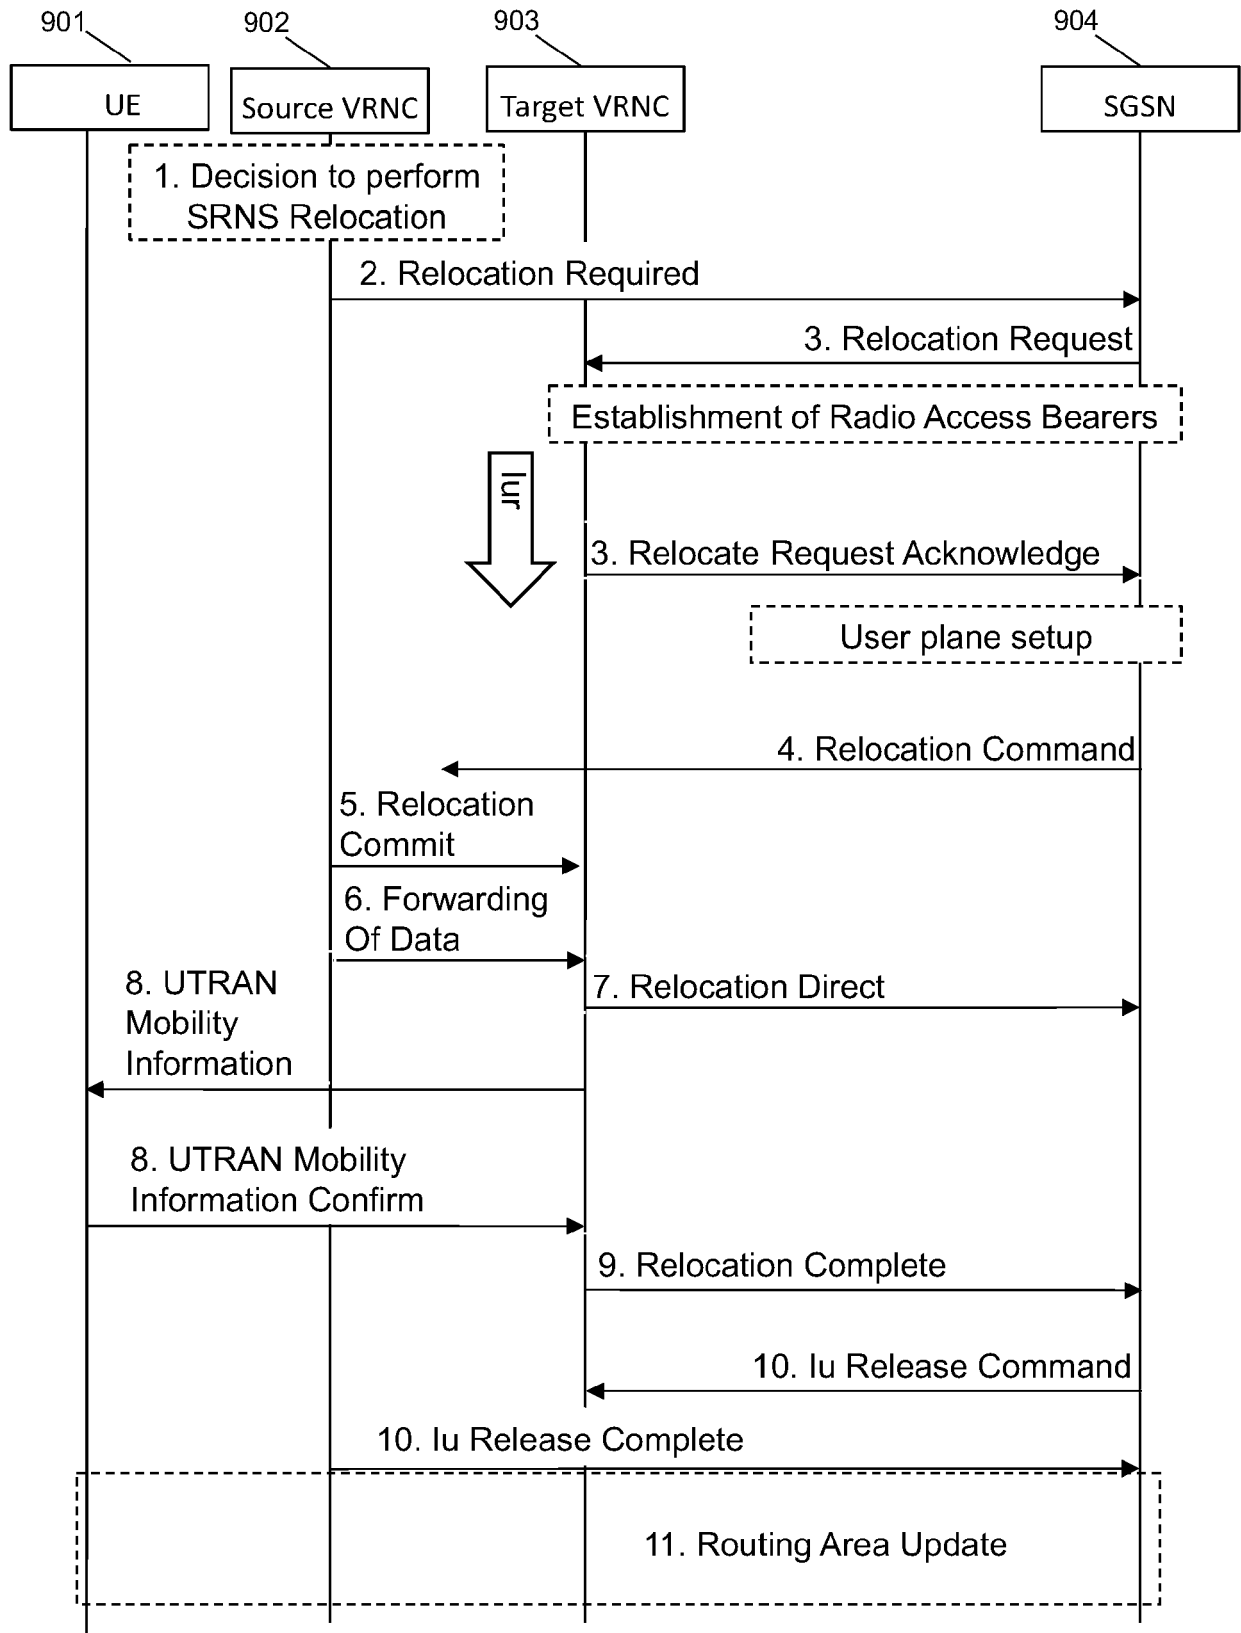 901
902
903
904
UE
Source VRNC
Target VRNC
SGSN
1. Decision to perform
SRNS Relocation
2. Relocation Required
3. Relocation Request
Establishment of Radio Access Bearers
Iur
3. Relocate Request Acknowledge
User plane setup
4. Relocation Command
5. Relocation
Commit
6. Forwarding
Of Data
7. Relocation Direct
8. UTRAN
Mobility
Information
8. UTRAN Mobility
Information Confirm
9. Relocation Complete
10. Iu Release Command
10. Iu Release Complete
11. Routing Area Update